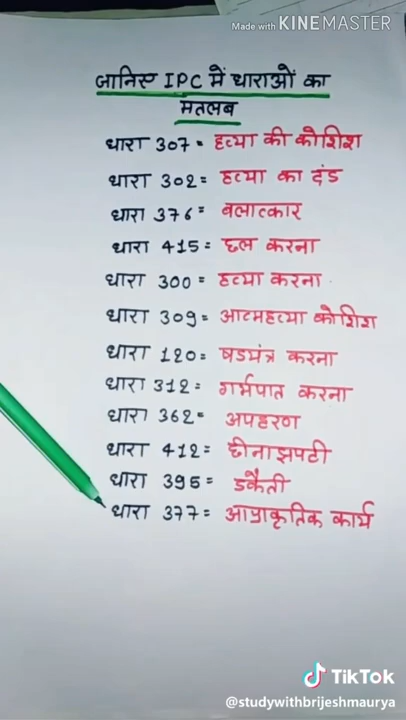 Made with KINEMASTER
जानिए IPC में धाराओं का
मतलब
धारा 307 = हत्या की कोशिश
धारा 302 = हत्या का दंड
धारा 376 = बलात्कार
धारा 415 = छल करना
धारा 300 = हत्या करना
धारा 309 = आत्महत्या कोशिश
धारा 120 = षडयंत्र करना
धारा 312 = गर्भपात करना
धारा 362 = अपहरण
धारा 412 = छीनाझपटी
धारा 395 = डकैती
धारा 377 = आप्राकृतिक कार्य
TikTok
@studywithbrijeshmaurya